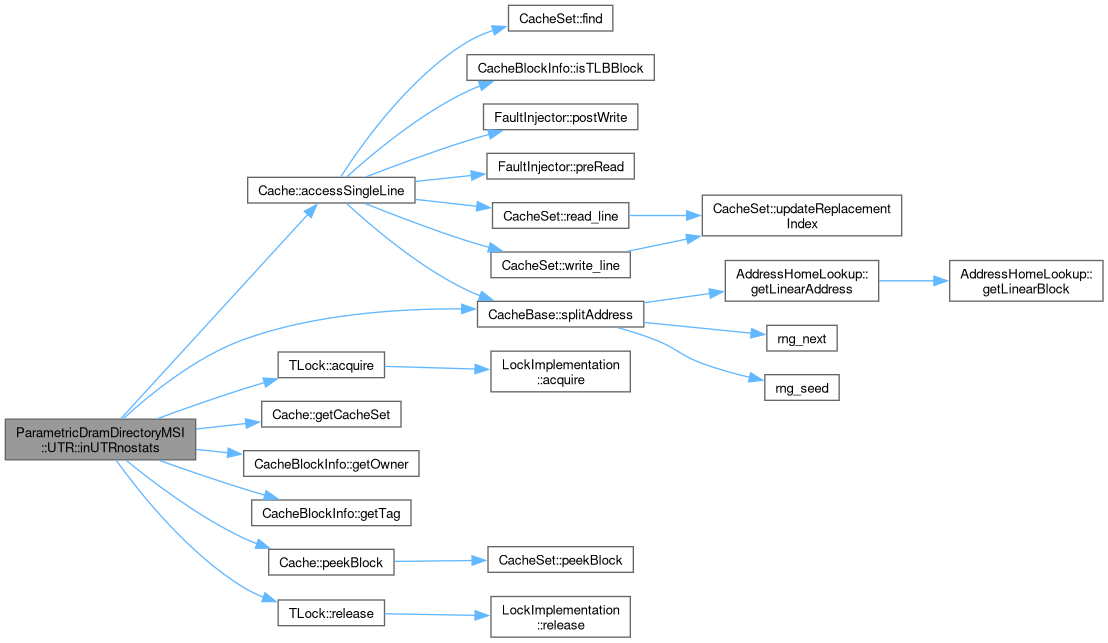 CacheSet::find
CacheBlockInfo::isTLBBlock
FaultInjector::postWrite
FaultInjector::preRead
Cache::accessSingleLine
CacheSet::read_line
CacheSet::updateReplacement
Index
CacheSet::write_line
AddressHomeLookup::
getLinearAddress
AddressHomeLookup::
getLinearBlock
CacheBase::splitAddress
rng_next
TLock::acquire
LockImplementation
::acquire
rng_seed
Cache::getCacheSet
ParametricDramDirectoryMSI
::UTR::inUTRnostats
CacheBlockInfo::getOwner
CacheBlockInfo::getTag
Cache::peekBlock
CacheSet::peekBlock
TLock::release
LockImplementation
::release